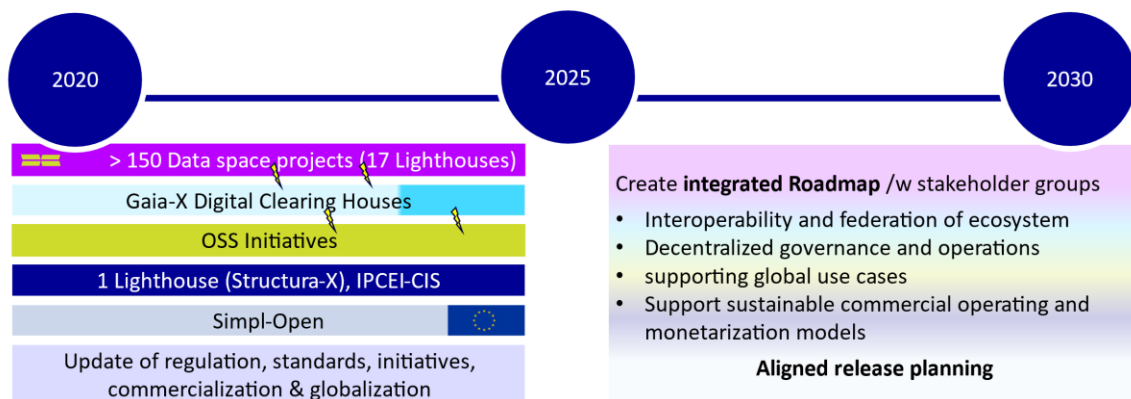 2020
2025
2030
> 150 Data space projects (17 Lighthouses)
Gaia-X Digital Clearing Houses
OSS Initiatives
1 Lighthouse (Structura-X), IPCEI-CIS
Simpl-Open
Update of regulation, standards, initiatives,
commercialization & globalization
Create integrated Roadmap /w stakeholder groups
• Interoperability and federation of ecosystem
• Decentralized governance and operations
• supporting global use cases
• Support sustainable commercial operating and
monetarization models
Aligned release planning